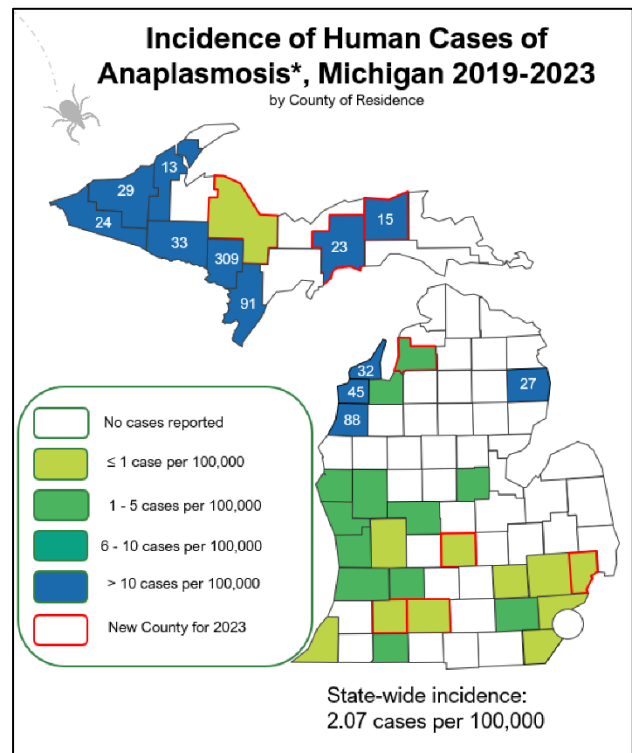 Incidence of Human Cases of
Anaplasmosis*, Michigan 2019-2023
by County of Residence
13
29
24
33
309
91
23
15
32
45
88
27
No cases reported
≤ 1 case per 100,000
1 - 5 cases per 100,000
6 - 10 cases per 100,000
> 10 cases per 100,000
New County for 2023
State-wide incidence:
2.07 cases per 100,000